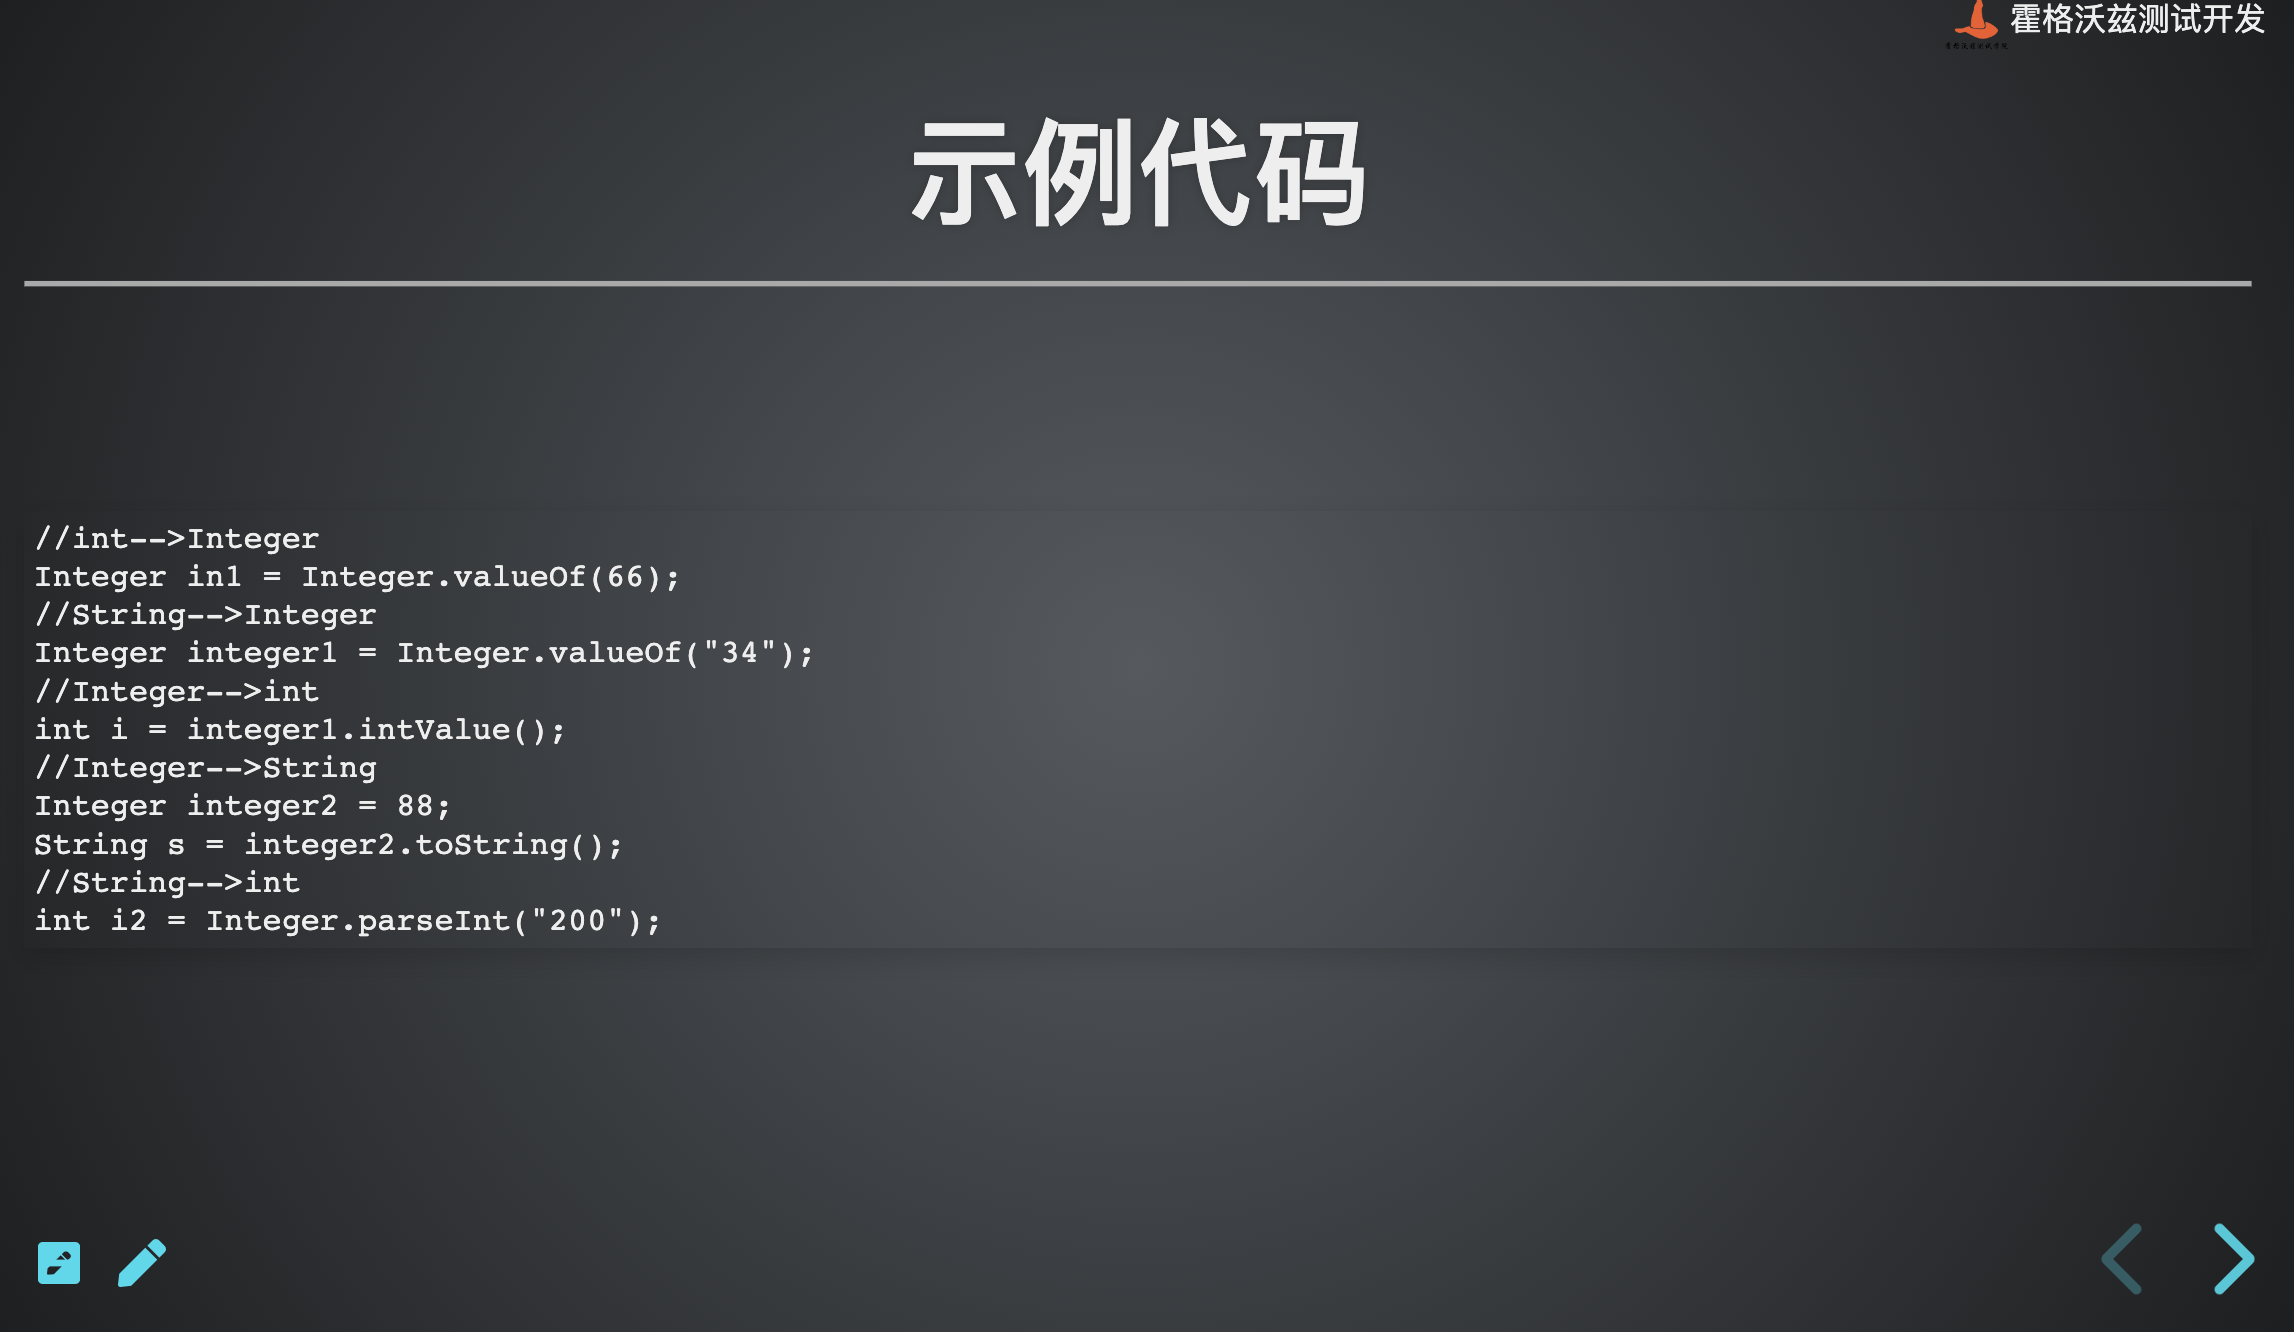 霍格沃兹测试开发
示例代码
//int-->Integer
Integer in1 = Integer.valueOf(66);
//String-->Integer
Integer integer1 = Integer.valueOf("34");
//Integer-->int
int i = integer1.intValue();
//Integer-->String
Integer integer2 = 88;
String s = integer2.toString();
//String-->int
int i2 = Integer.parseInt("200");